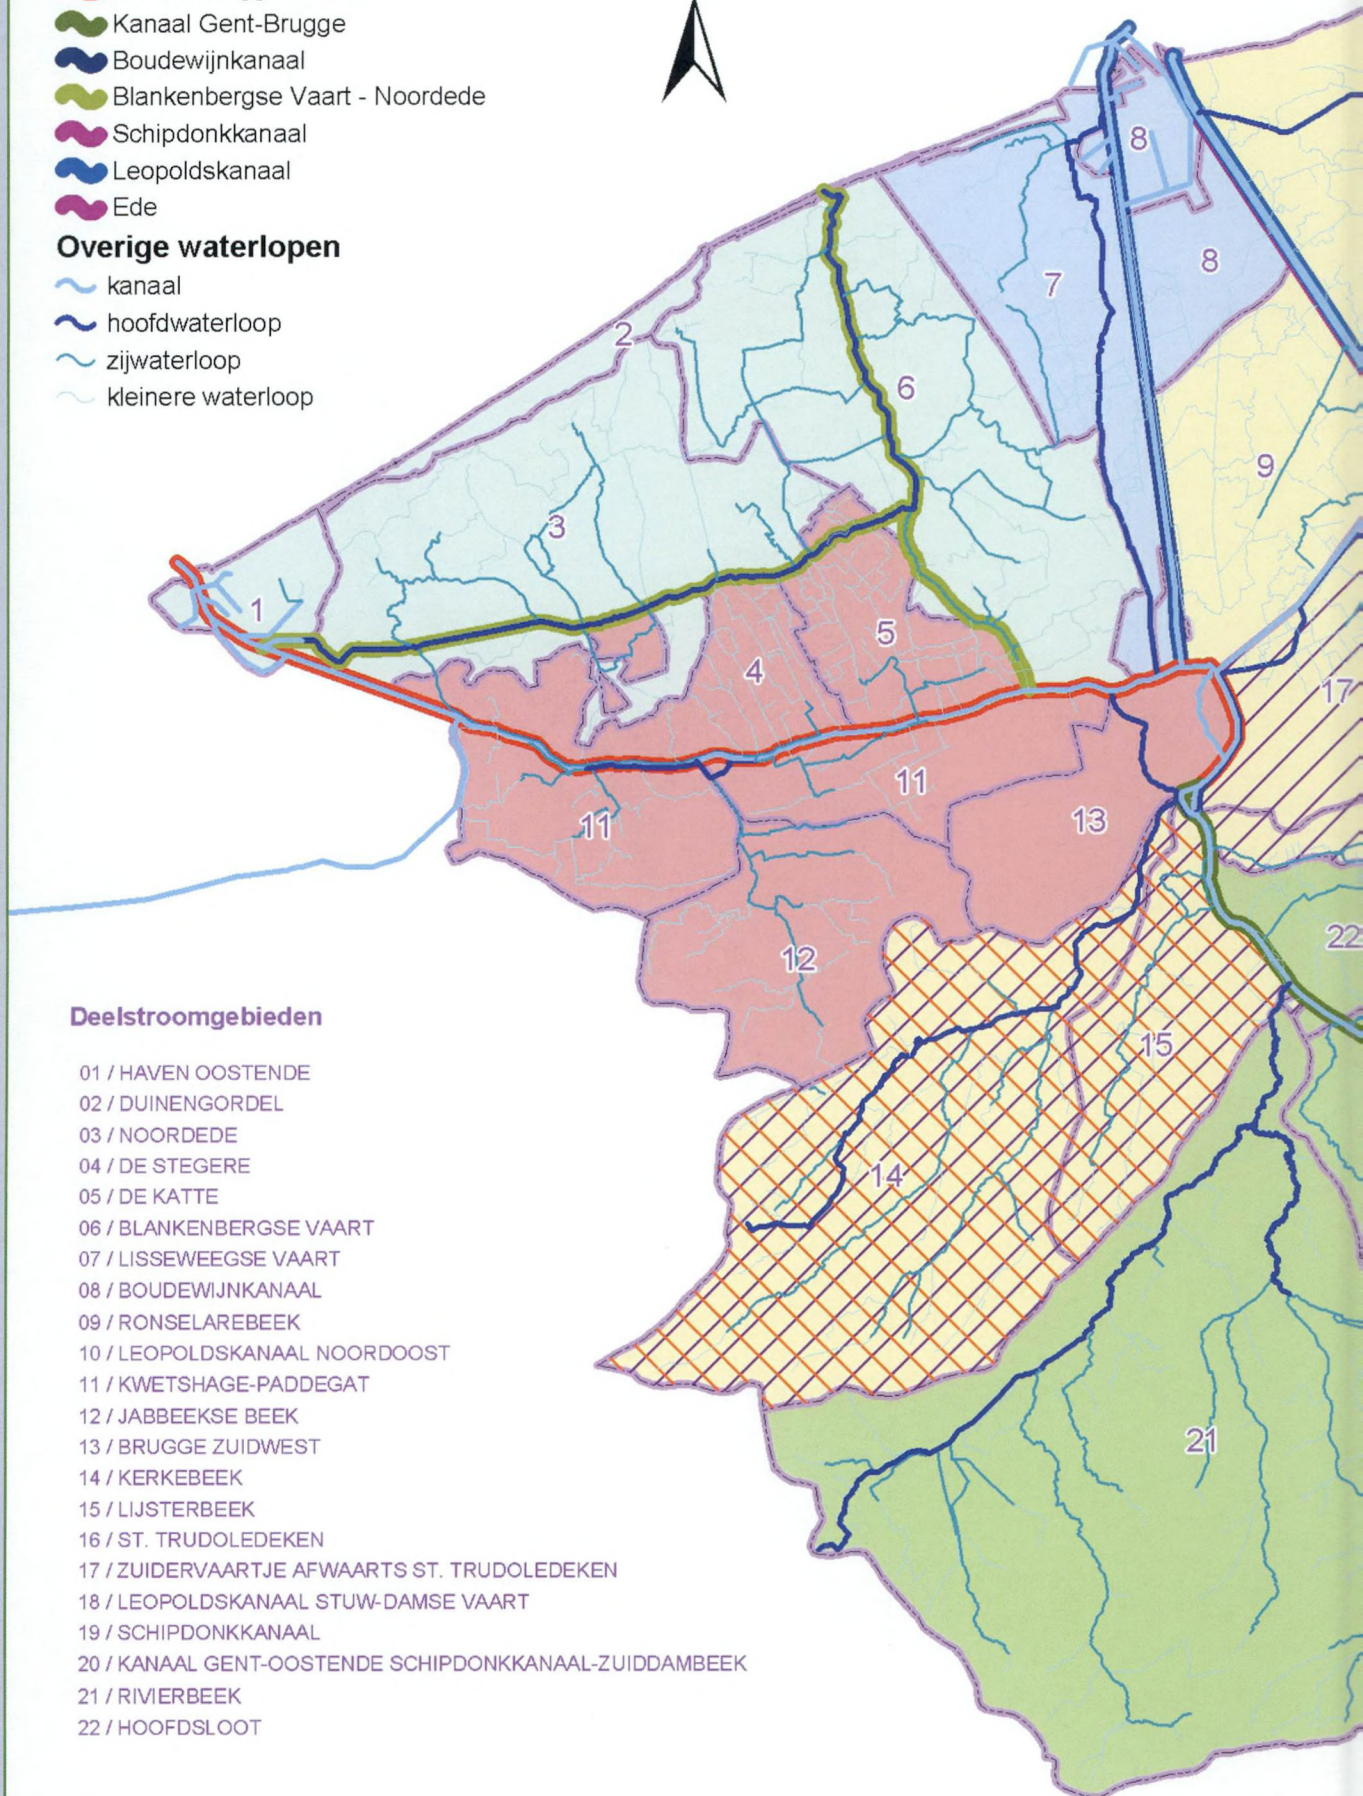 Kanaal Gent-Brugge
Boudewijnkanaal
Blankenbergse Vaart - Noordede
Schipdonkkanaal
Leopoldskanaal
Ede
Overige waterlopen
kanaal
hoofdwaterloop
zijwaterloop
kleinere waterloop
8
8
7
2
6
9
3
1
5
4
17
11
13
11
22
12
15
14
21
Deelstroomgebieden
01 / HAVEN OOSTENDE
02 / DUINENGORDEL
03 / NOORDEDE
04 / DE STEGERE
05 / DE KATTE
06 / BLANKENBERGSE VAART
07 / LISSEWEEGSE VAART
08 / BOUDEWIJNKANAAL
09 / RONSELAREBEEK
10 / LEOPOLDSKANAAL NOORDOOST
11 / KWETSHAGE-PADDEGAT
12 / JABBEEKSE BEEK
13 / BRUGGE ZUIDWEST
14 / KERKEBEEK
15 / LIJSTERBEEK
16 / ST. TRUDOLEDEKEN
17 / ZUIDERVAARTJE AFWAARTS ST. TRUDOLEDEKEN
18 / LEOPOLDSKANAAL STUW-DAMSE VAART
19 / SCHIPDONKKANAAL
20 / KANAAL GENT-OOSTENDE SCHIPDONKKANAAL-ZUIDDAMBEEK
21 / RIVIERBEEK
22 / HOOFDSLOOT